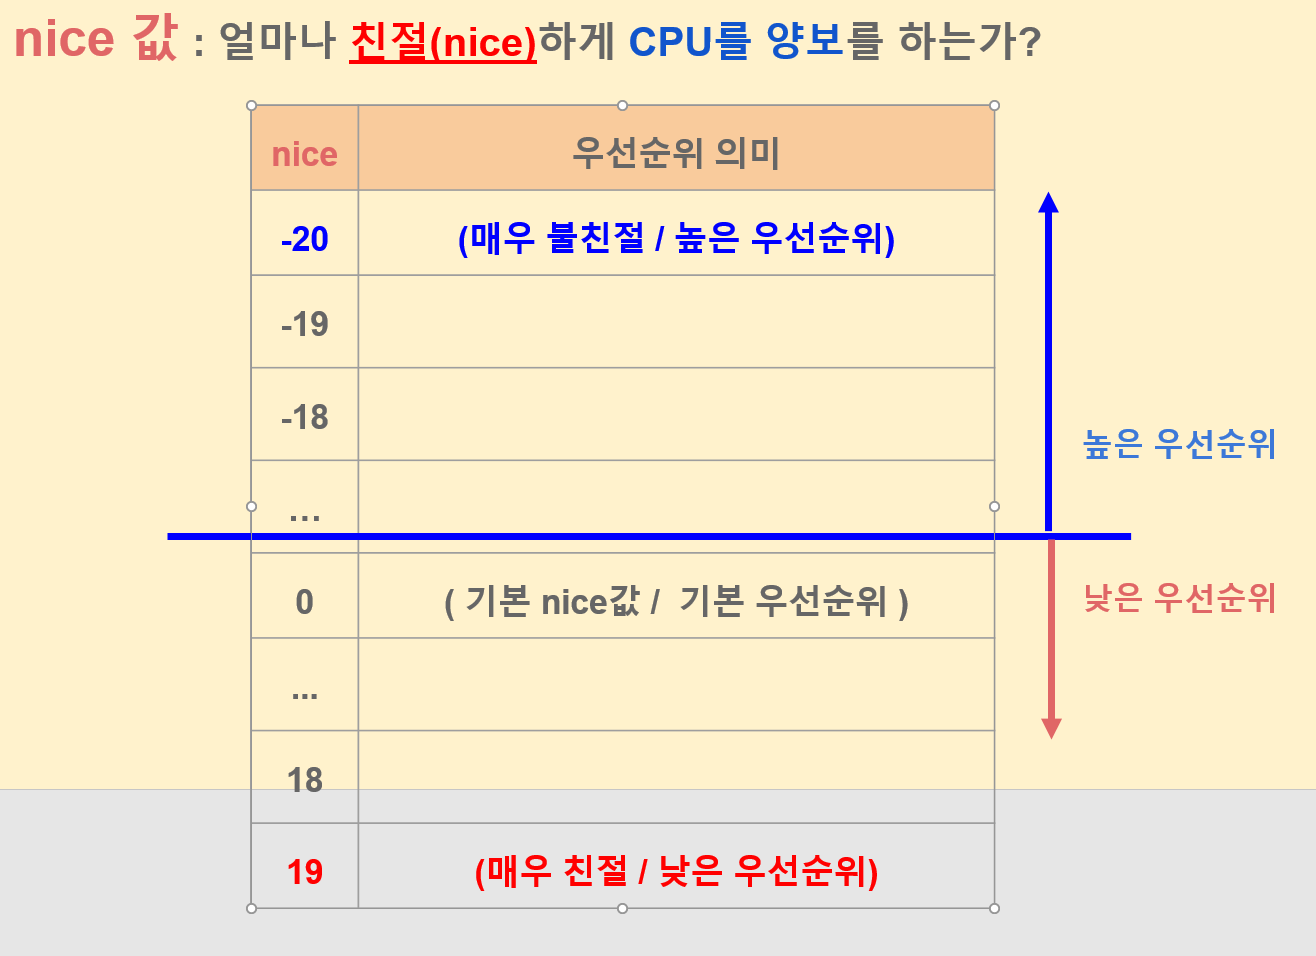 nice 값 : 얼마나 친절(nice)하게 CPU를 양보를 하는가?
nice 우선순위 의미
-20 (매우 불친절 / 높은 우선순위)
-19
-18
...
높은 우선순위
0 ( 기본 nice값 / 기본 우선순위 )
낮은 우선순위
...
18
19 (매우 친절 / 낮은 우선순위)